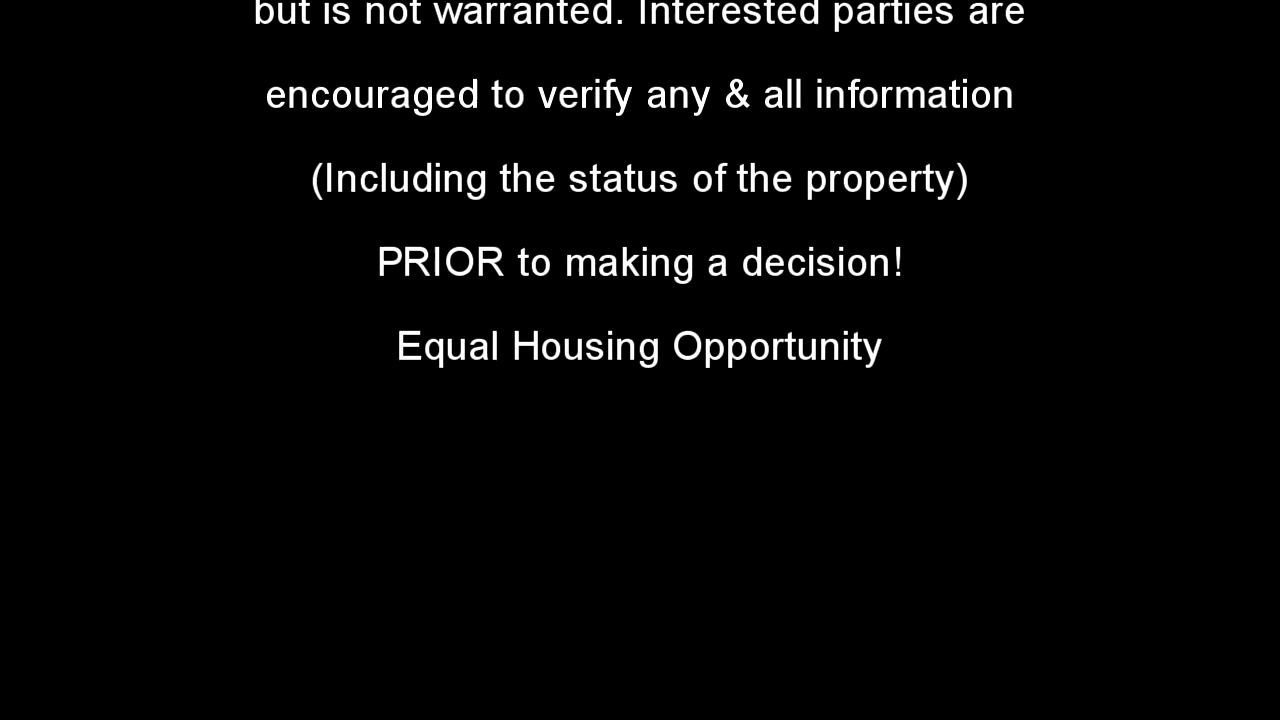 but is not warranted. Interested parties are
encouraged to verify any & all information
(Including the status of the property)
PRIOR to making a decision!
Equal Housing Opportunity